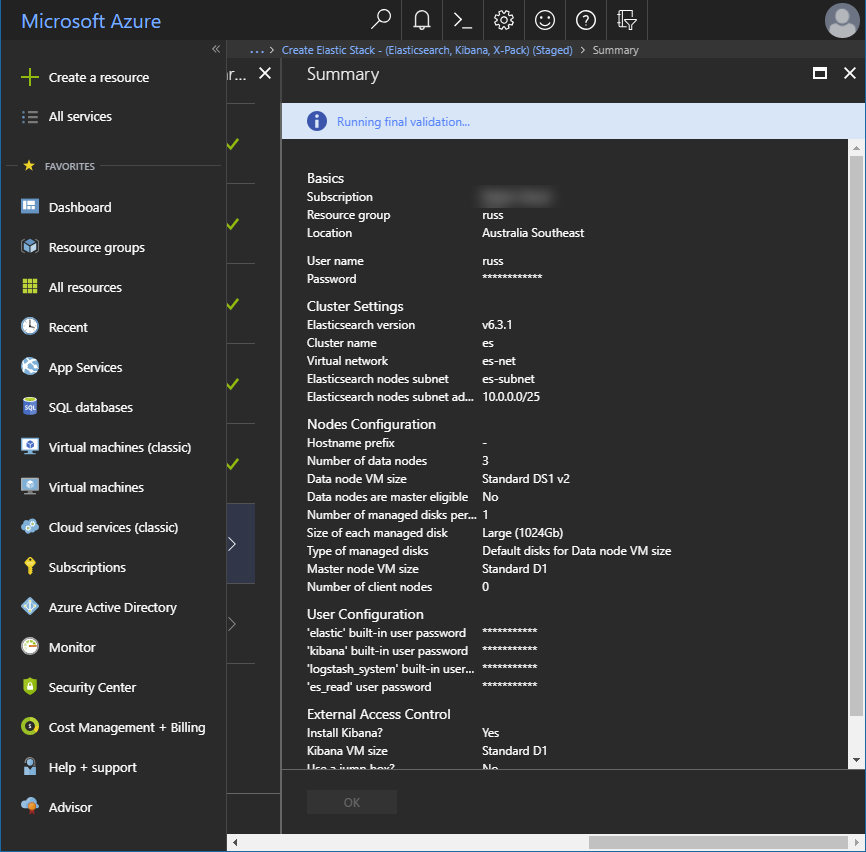 Microsoft Azure
... > Create Elastic Stack - (Elasticsearch, Kibana, X-Pack) (Staged) > Summary
Create a resource
All services
FAVORITES
Dashboard
Resource groups
All resources
Recent
App Services
SQL databases
Virtual machines (classic)
Virtual machines
Cloud services (classic)
Subscriptions
Azure Active Directory
Monitor
Security Center
Cost Management + Billing
Help + support
Advisor
r...
Summary
Running final validation...
Basics
Subscription
Resource group russ
Location Australia Southeast
User name russ
Password ************
Cluster Settings
Elasticsearch version v6.3.1
Cluster name es
Virtual network es-net
Elasticsearch nodes subnet es-subnet
Elasticsearch nodes subnet ad... 10.0.0.0/25
Nodes Configuration
Hostname prefix -
Number of data nodes 3
Data node VM size Standard DS1 v2
Data nodes are master eligible No
Number of managed disks per... 1
Size of each managed disk Large (1024Gb)
Type of managed disks Default disks for Data node VM size
Master node VM size Standard D1
Number of client nodes 0
User Configuration
'elastic' built-in user password ***********
'kibana' built-in user password ***********
'logstash_system' built-in user... ***********
'es_read' user password ***********
External Access Control
Install Kibana? Yes
Kibana VM size Standard D1
Use a jump box? No
OK